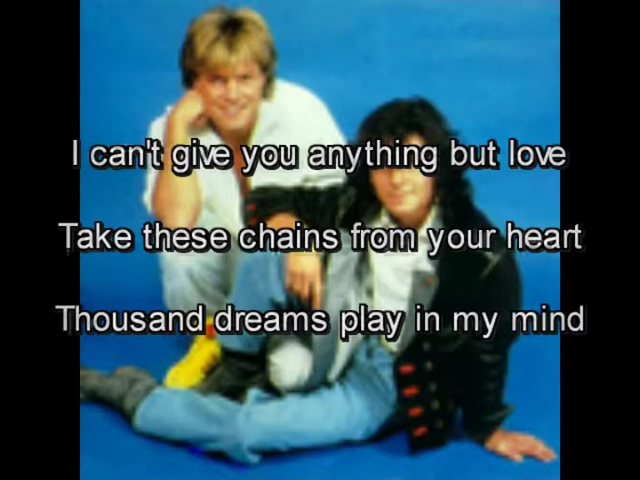 I can't give you anything but love
Take these chains from your heart
Thousand dreams play in my mind